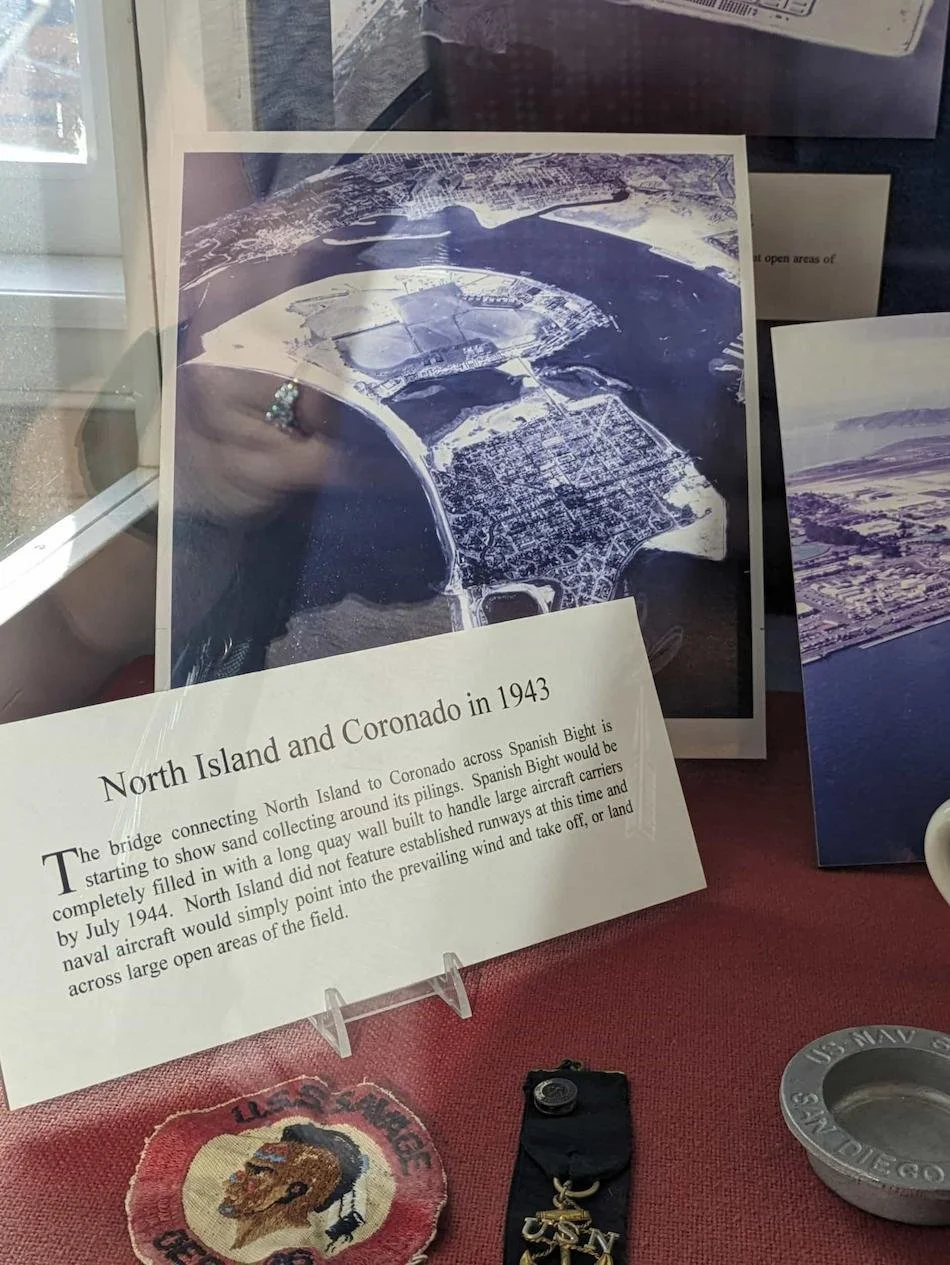 t open areas of
North Island and Coronado in 1943
The bridge connecting North Island to Coronado across Spanish Bight is
starting to show sand collecting around its pilings. Spanish Bight would be
completely filled in with a long quay wall built to handle large aircraft carriers
by July 1944. North Island did not feature established runways at this time and
naval aircraft would simply point into the prevailing wind and take off, or land
across large open areas of the field.
U.S.S. SAVAGE
USN
US NAV S
SAN DIEGO